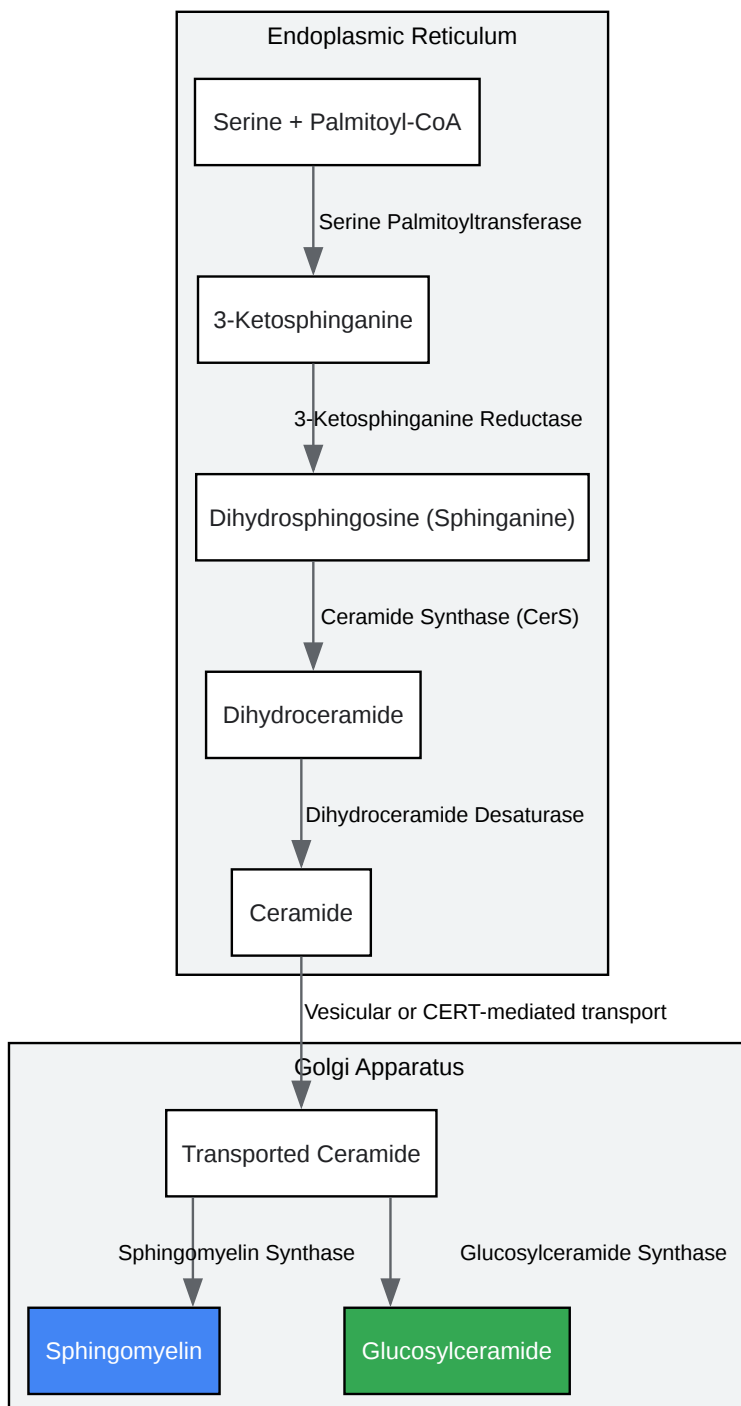 Endoplasmic Reticulum
Serine + Palmitoyl-CoA
Serine Palmitoyltransferase
3-Ketosphinganine
3-Ketosphinganine Reductase
Dihydrosphingosine (Sphinganine)
Ceramide Synthase (CerS)
Dihydroceramide
Dihydroceramide Desaturase
Ceramide
Vesicular or CERT-mediated transport
Golgi Apparatus
Transported Ceramide
Sphingomyelin Synthase
Glucosylceramide Synthase
Sphingomyelin
Glucosylceramide